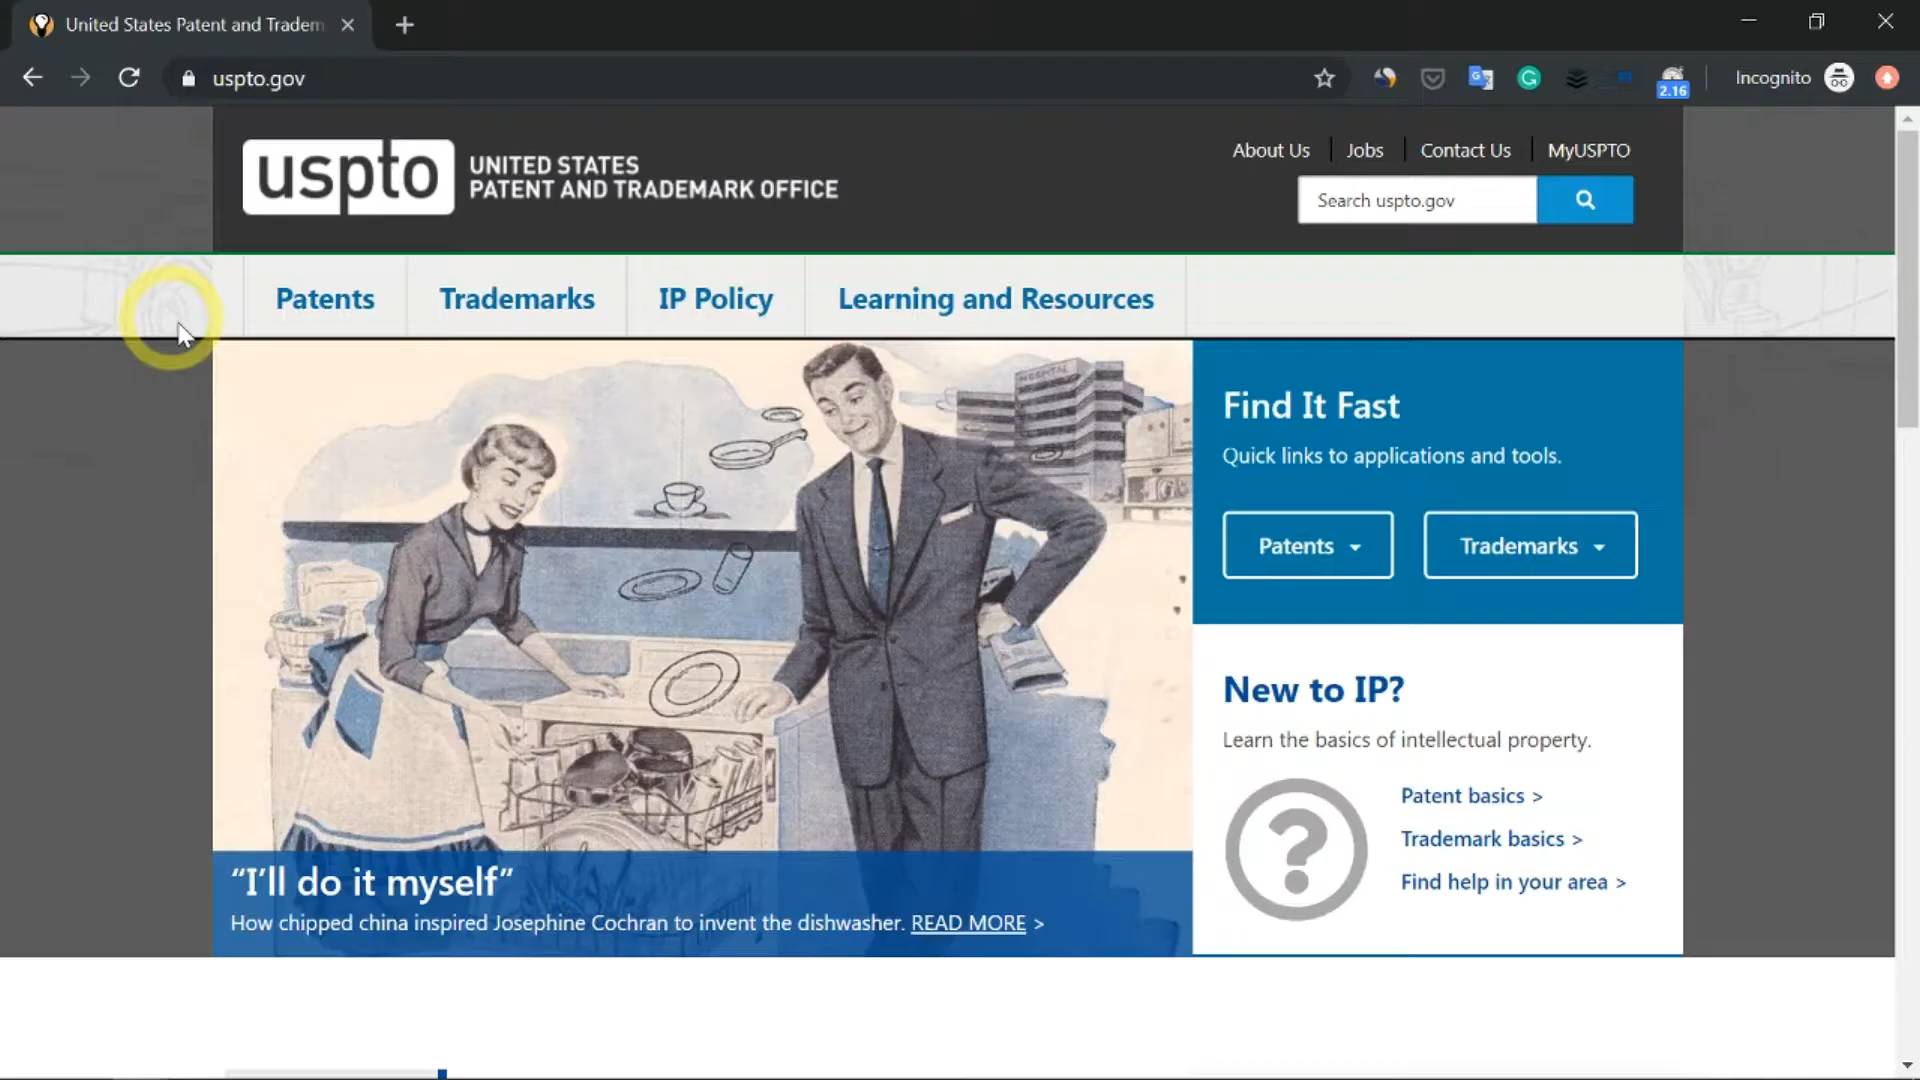 United States Patent and Tradem
uspto.gov
2.16
Incognito
uspto
UNITED STATES
PATENT AND TRADEMARK OFFICE
About Us
Jobs
Contact Us
MyUSPTO
Search uspto.gov
Patents
Trademarks
IP Policy
Learning and Resources
HOSPITAL
Find It Fast
Quick links to applications and tools.
Patents
Trademarks
New to IP?
Learn the basics of intellectual property.
Patent basics >
Trademark basics >
Find help in your area >
“I’ll do it myself”
How chipped china inspired Josephine Cochran to invent the dishwasher. READ MORE >